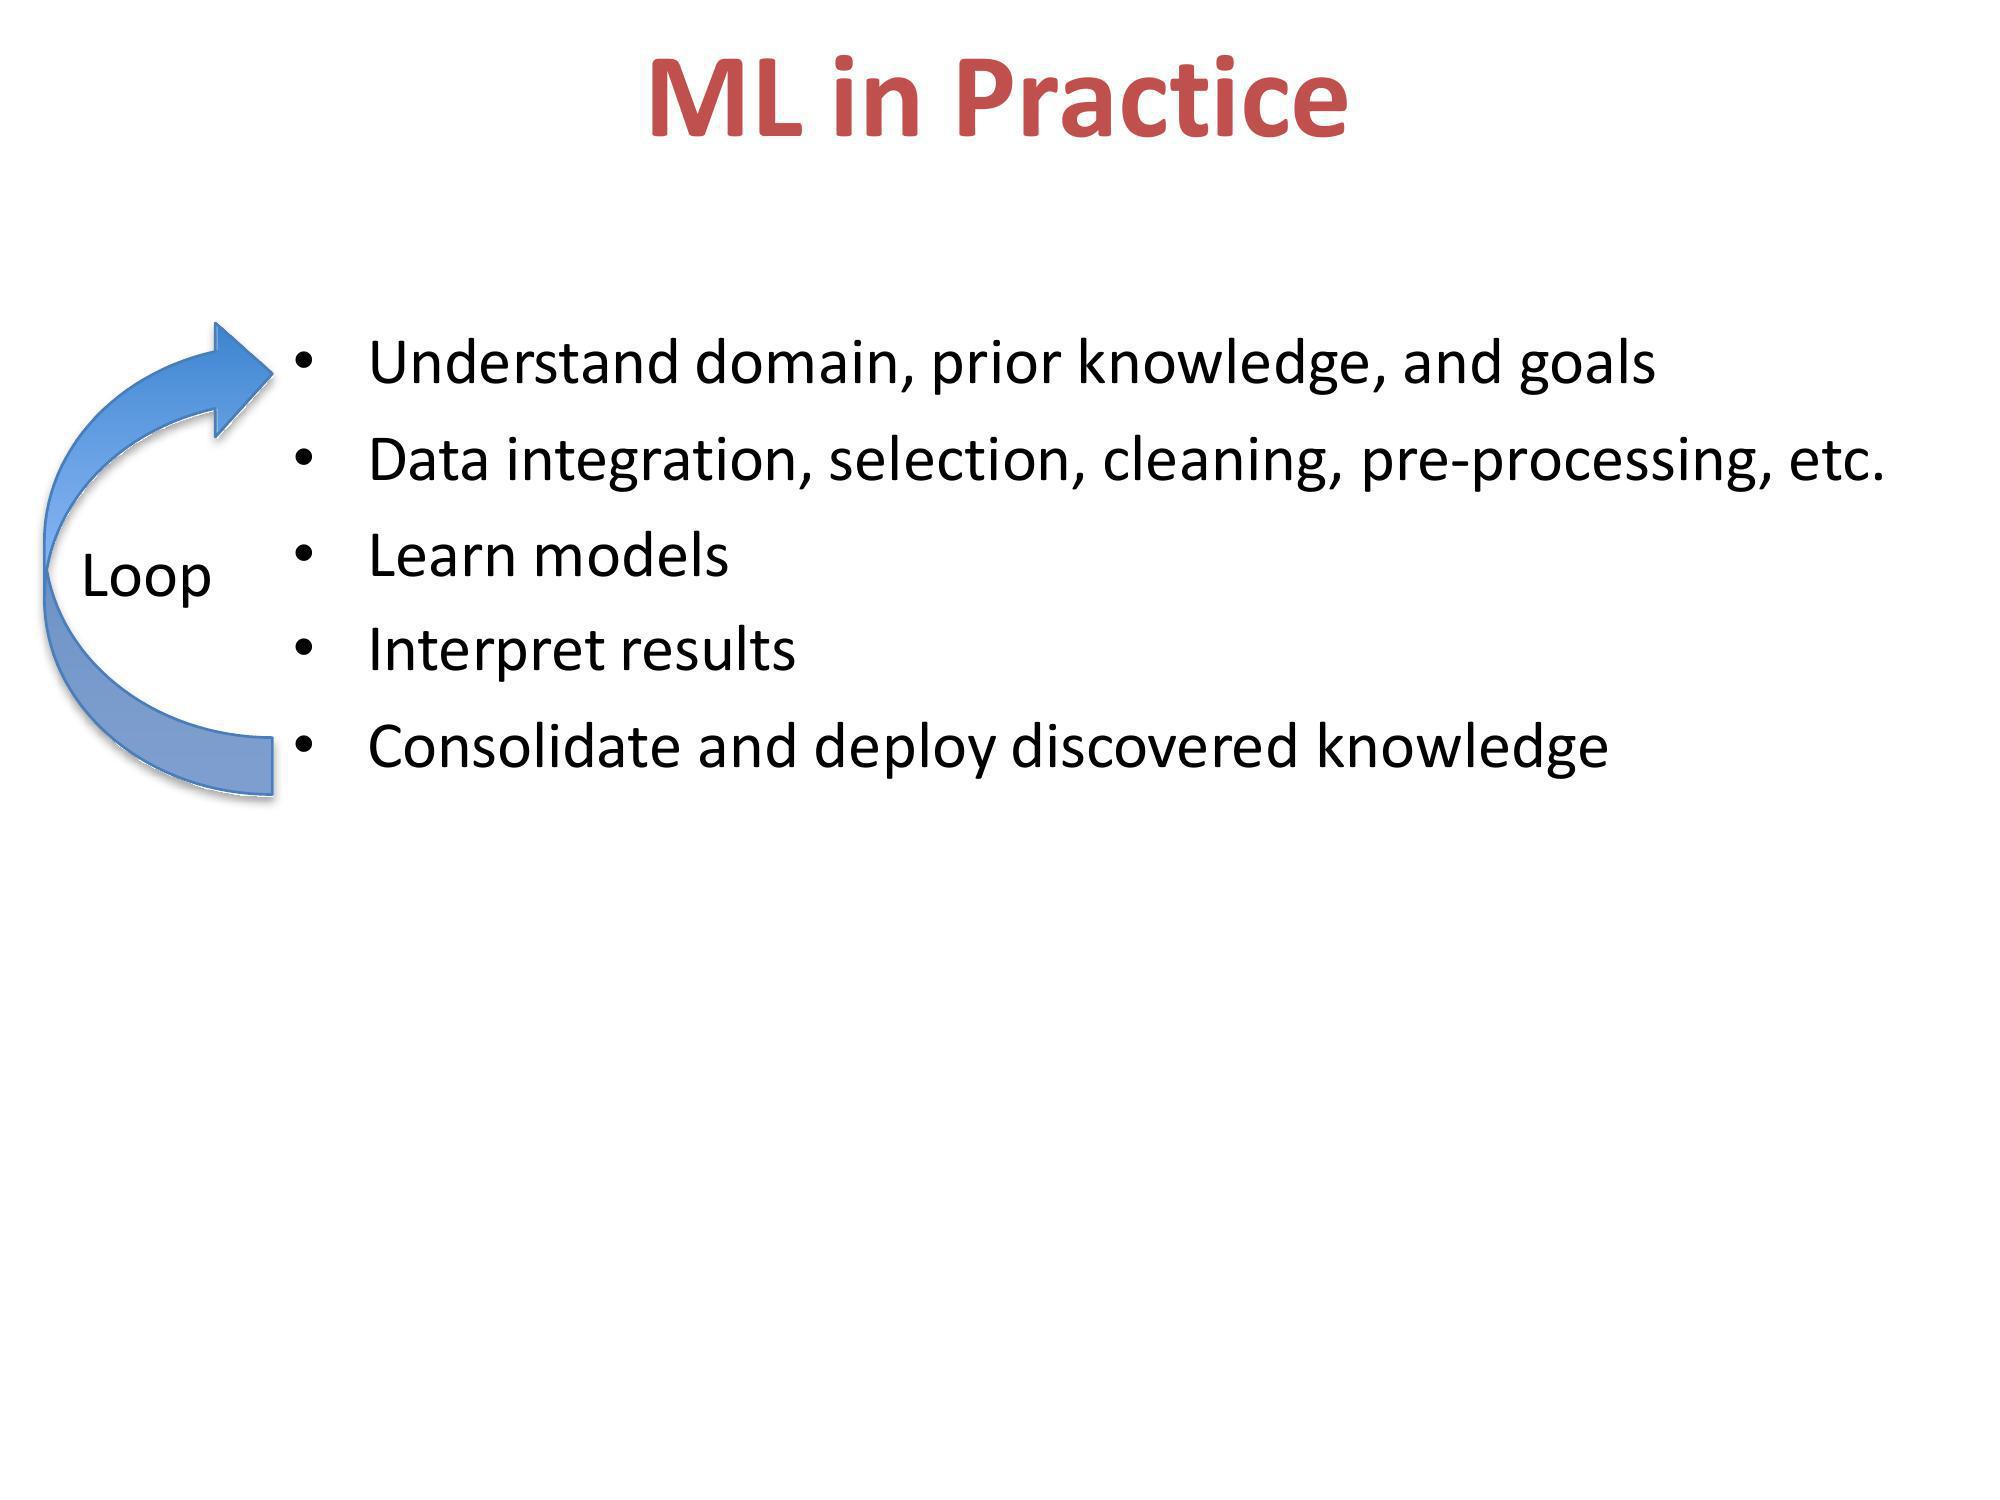 ML in Practice
• Understand domain, prior knowledge, and goals
• Data integration, selection, cleaning, pre-processing, etc.
• Learn models
Loop
• Interpret results
• Consolidate and deploy discovered knowledge